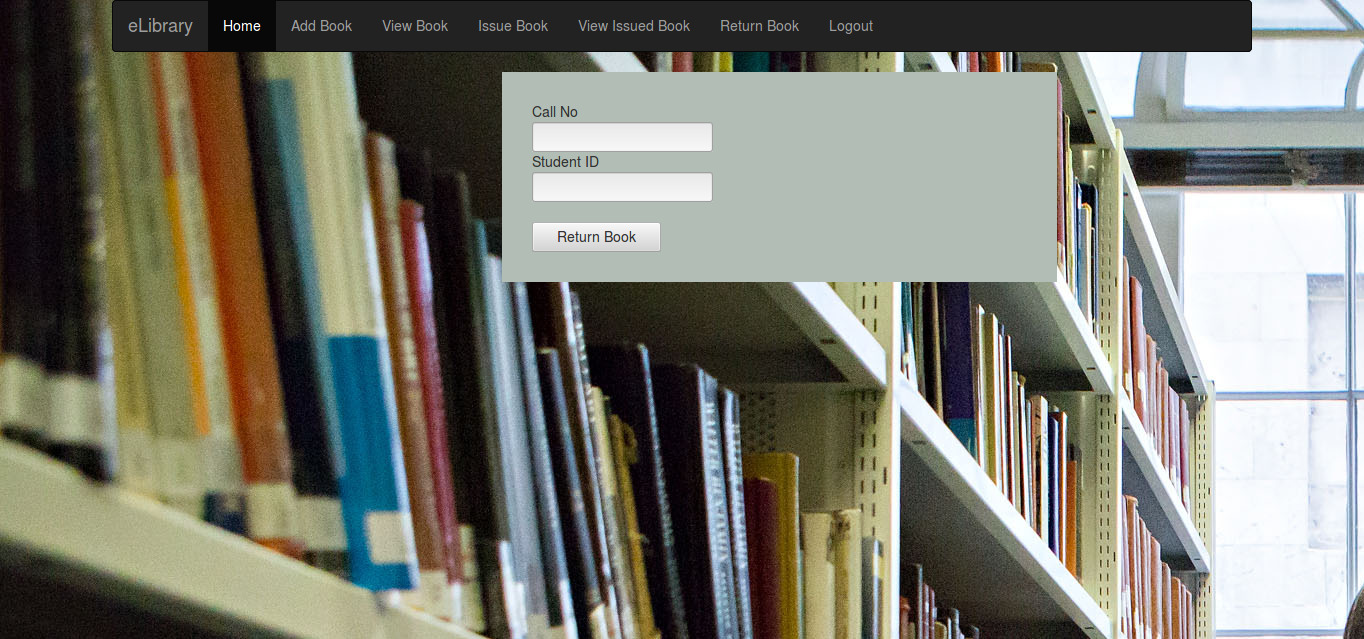 eLibrary Home Add Book View Book Issue Book View Issued Book Return Book Logout
Call No
Student ID
Return Book